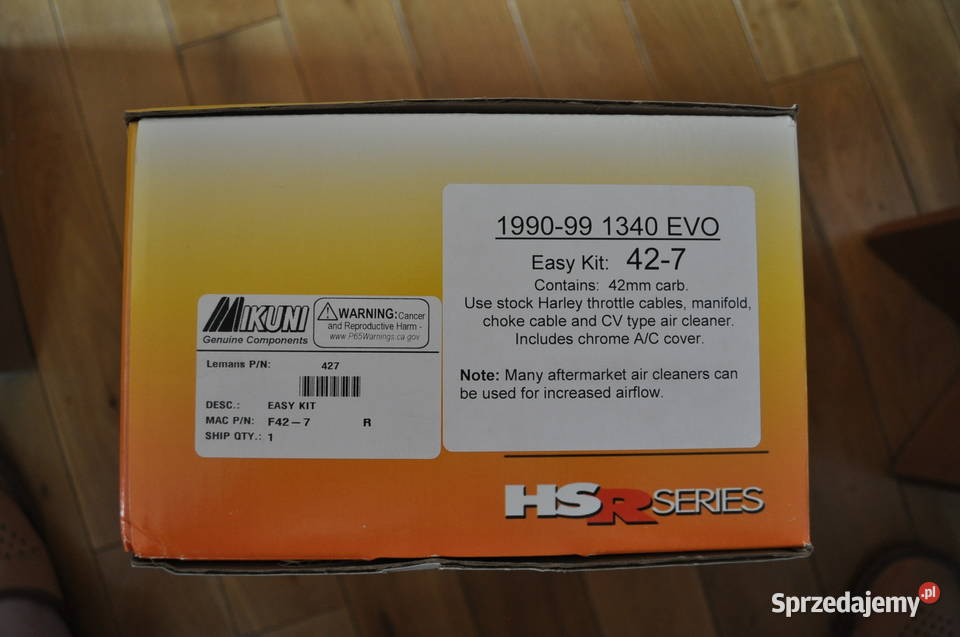 1990-99 1340 EVO
Easy Kit: 42-7
Contains: 42mm carb.
Use stock Harley throttle cables, manifold,
choke cable and CV type air cleaner.
Includes chrome A/C cover.
Note: Many aftermarket air cleaners can
be used for increased airflow.
MIKUNI
Genuine Components
WARNING: Cancer
and Reproductive Harm -
www.P65Warnings.ca.gov
Lemans P/N: 427
DESC.: EASY KIT
MAC P/N: F42-7 R
SHIP QTY.: 1
HSR SERIES
Sprzedajemy.pl